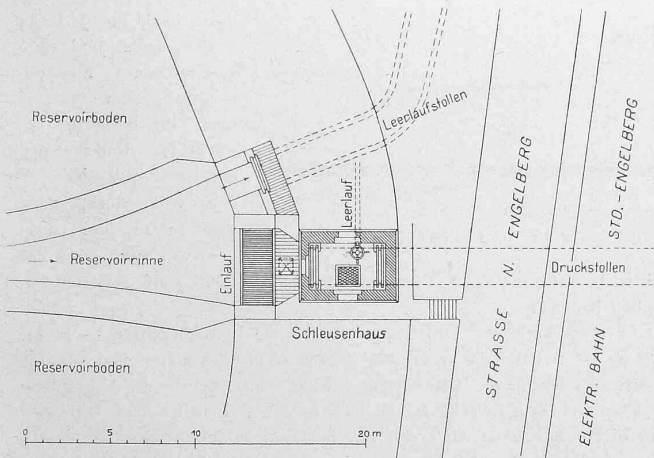 Reservoirboden
Leerlaufstollen
Leerlauf
Reservoirrinne
Einlauf
Schleusenhaus
Reservoirboden
STRASSE N. ENGELBERG
Druckstollen
ELEKTR. BAHN STD.-ENGELBERG
0 5 10 20 m